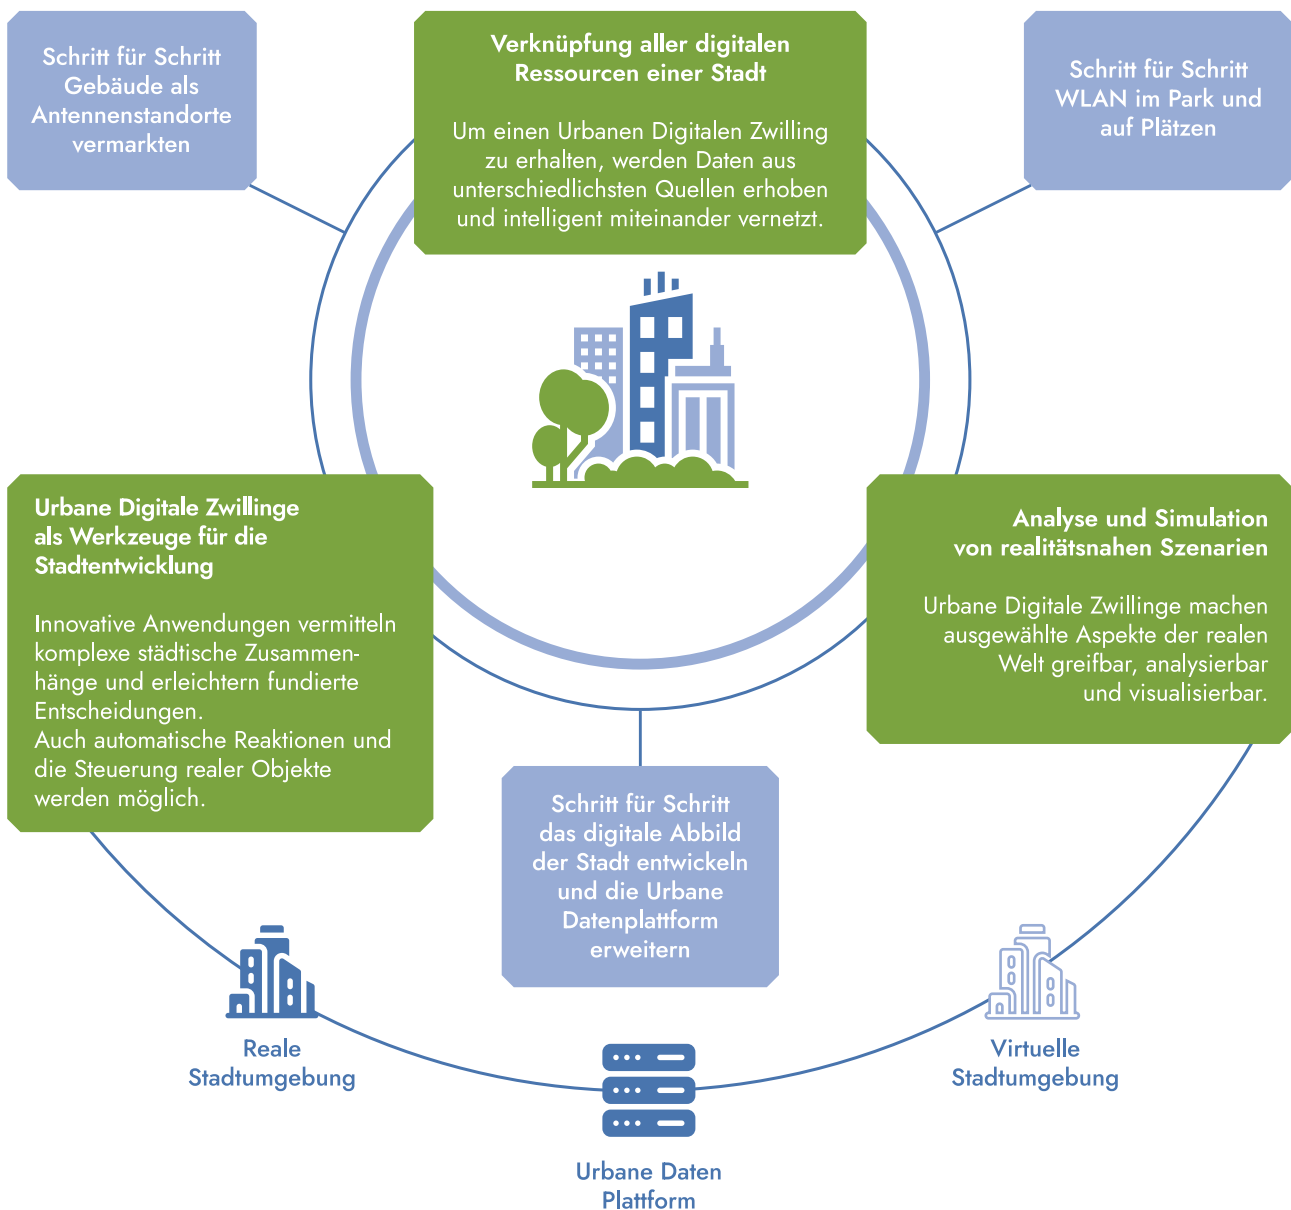 Schritt für Schritt
Gebäude als
Antennenstandorte
vermarkten
Verknüpfung aller digitalen
Ressourcen einer Stadt
Um einen Urbanen Digitalen Zwilling
zu erhalten, werden Daten aus
unterschiedlichsten Quellen erhoben
und intelligent miteinander vernetzt.
Schritt für Schritt
WLAN im Park und
auf Plätzen
Urbane Digitale Zwillinge
als Werkzeuge für die
Stadtentwicklung
Innovative Anwendungen vermitteln
komplexe städtische Zusammen-
hänge und erleichtern fundierte
Entscheidungen.
Auch automatische Reaktionen und
die Steuerung realer Objekte
werden möglich.
Analyse und Simulation
von realitätsnahen Szenarien
Urbane Digitale Zwillinge machen
ausgewählte Aspekte der realen
Welt greifbar, analysierbar
und visualisierbar.
Schritt für Schritt
das digitale Abbild
der Stadt entwickeln
und die Urbane
Datenplattform
erweitern
Reale
Stadtumgebung
Virtuelle
Stadtumgebung
Urbane Daten
Plattform